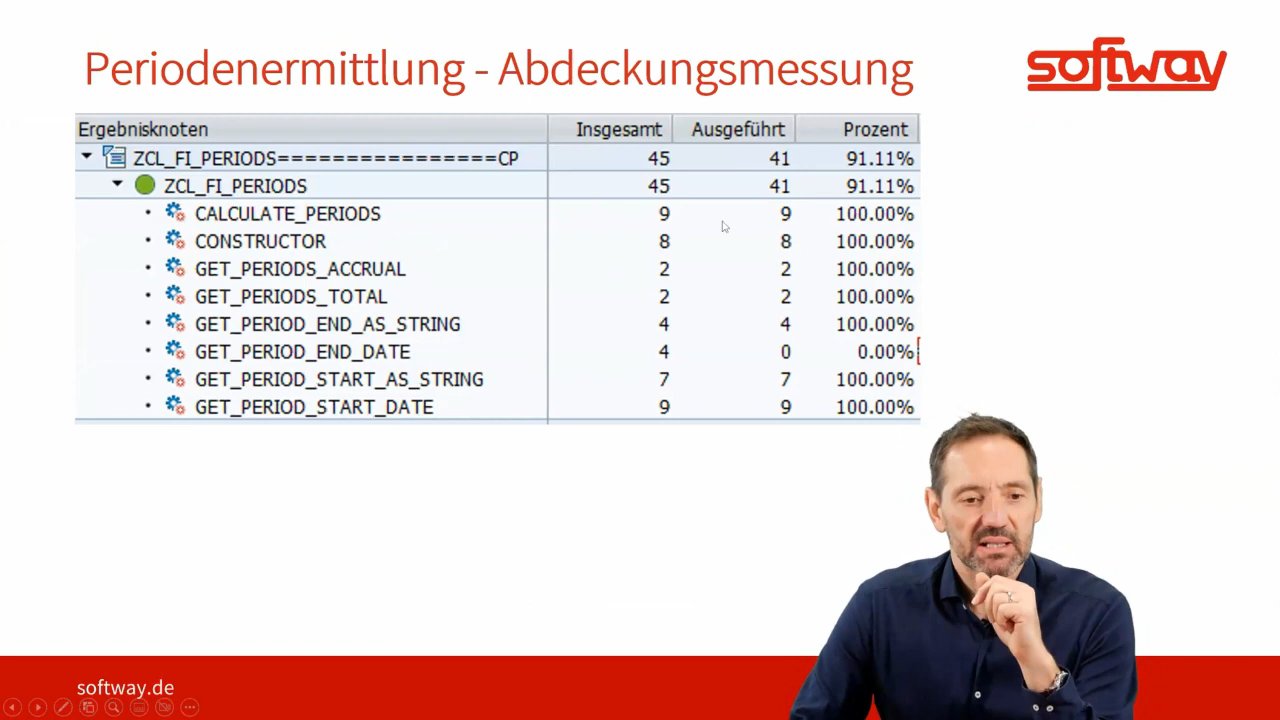 Periodenermittlung - Abdeckungsmessung
softway
Ergebnisknoten Insgesamt Ausgeführt Prozent
ZCL_FI_PERIODS================CP 45 41 91.11%
ZCL_FI_PERIODS 45 41 91.11%
CALCULATE_PERIODS 9 9 100.00%
CONSTRUCTOR 8 8 100.00%
GET_PERIODS_ACCRUAL 2 2 100.00%
GET_PERIODS_TOTAL 2 2 100.00%
GET_PERIOD_END_AS_STRING 4 4 100.00%
GET_PERIOD_END_DATE 4 0 0.00%
GET_PERIOD_START_AS_STRING 7 7 100.00%
GET_PERIOD_START_DATE 9 9 100.00%
softway.de